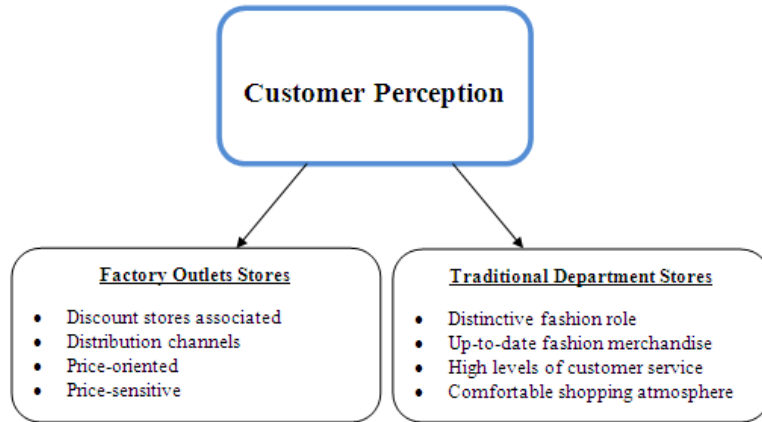 Customer Perception
Factory Outlets Stores
• Discount stores associated
• Distribution channels
• Price-oriented
• Price-sensitive
Traditional Department Stores
• Distinctive fashion role
• Up-to-date fashion merchandise
• High levels of customer service
• Comfortable shopping atmosphere